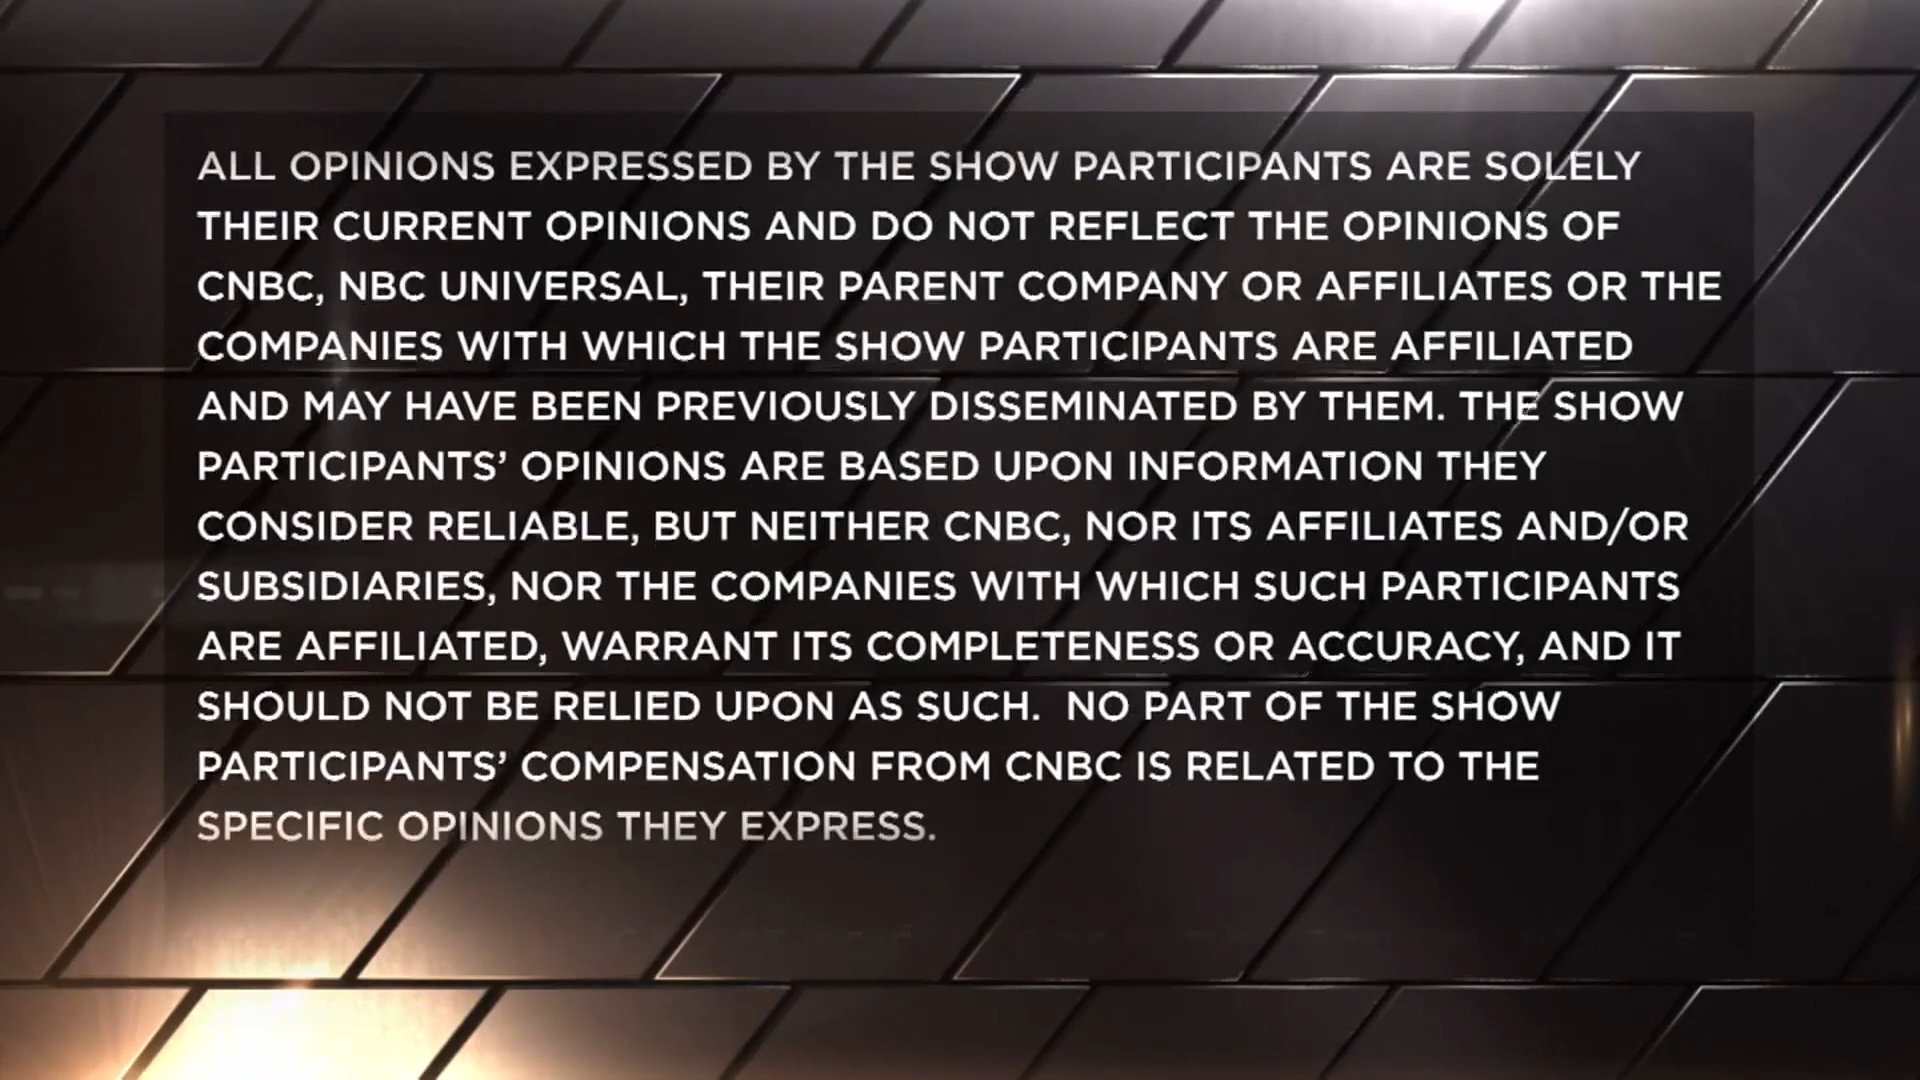 ALL OPINIONS EXPRESSED BY THE SHOW PARTICIPANTS ARE SOLELY
THEIR CURRENT OPINIONS AND DO NOT REFLECT THE OPINIONS OF
CNBC, NBC UNIVERSAL, THEIR PARENT COMPANY OR AFFILIATES OR THE
COMPANIES WITH WHICH THE SHOW PARTICIPANTS ARE AFFILIATED
AND MAY HAVE BEEN PREVIOUSLY DISSEMINATED BY THEM. THE SHOW
PARTICIPANTS’ OPINIONS ARE BASED UPON INFORMATION THEY
CONSIDER RELIABLE, BUT NEITHER CNBC, NOR ITS AFFILIATES AND/OR
SUBSIDIARIES, NOR THE COMPANIES WITH WHICH SUCH PARTICIPANTS
ARE AFFILIATED, WARRANT ITS COMPLETENESS OR ACCURACY, AND IT
SHOULD NOT BE RELIED UPON AS SUCH.  NO PART OF THE SHOW
PARTICIPANTS’ COMPENSATION FROM CNBC IS RELATED TO THE
SPECIFIC OPINIONS THEY EXPRESS.